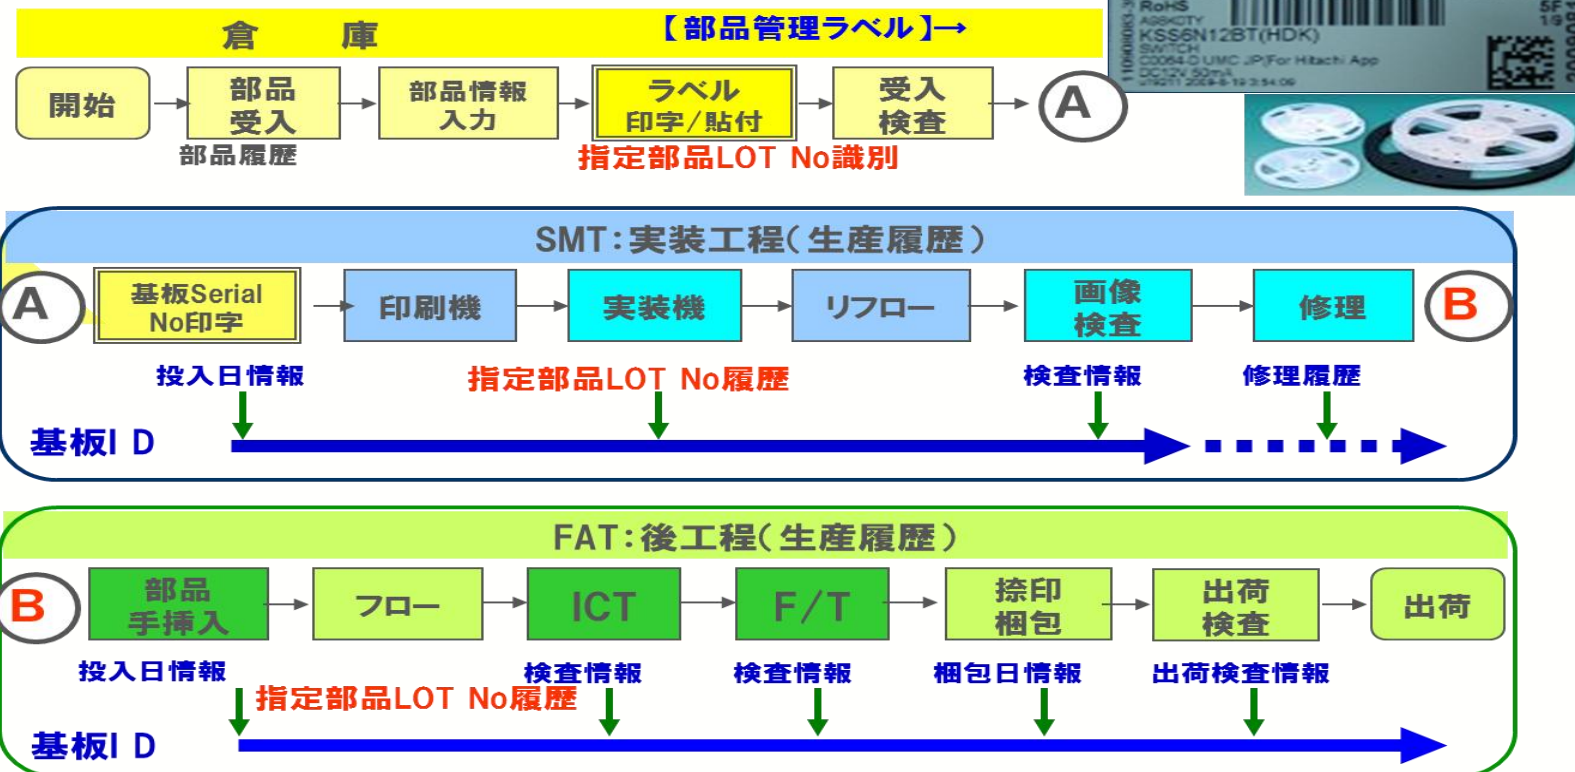 倉 庫
【部品管理ラベル】→
RoHS
KSS6N12BT(HDK)
SWITCH
C0064-D UMC JP(For Hitachi App
DC12V 50mA
開始
部品
受入
部品情報
入力
ラベル
印字/貼付
受入
検査
A
部品履歴
指定部品LOT No識別
SMT:実装工程(生産履歴)
A
基板Serial
No印字
印刷機
実装機
リフロー
画像
検査
修理
B
投入日情報
指定部品LOT No履歴
検査情報
修理履歴
基板I D
FAT:後工程(生産履歴)
B
部品
手挿入
フロー
ICT
F/T
捺印
梱包
出荷
検査
出荷
投入日情報
検査情報
検査情報
梱包日情報
出荷検査情報
指定部品LOT No履歴
基板I D